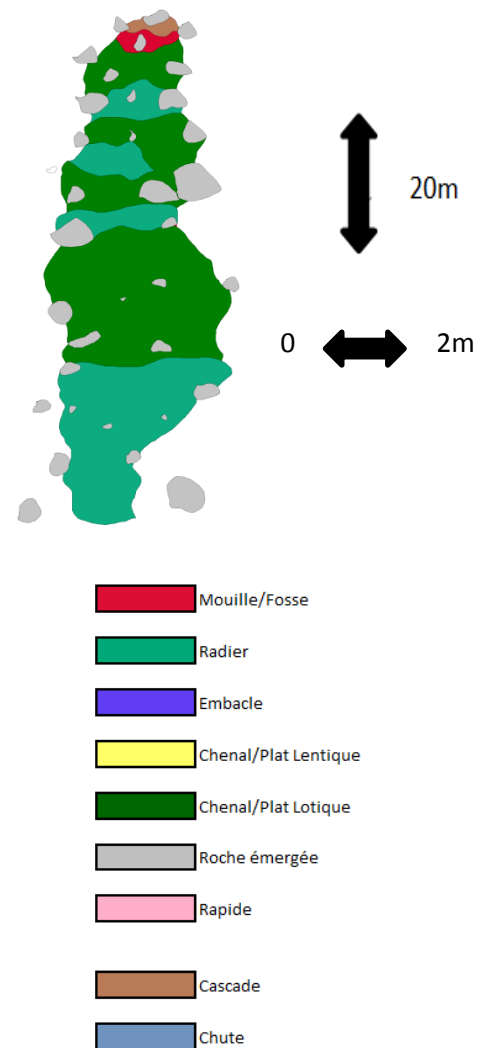 20m
0 2m
Mouille/Fosse
Radier
Embacle
Chenal/Plat Lentique
Chenal/Plat Lotique
Roche émergée
Rapide
Cascade
Chute